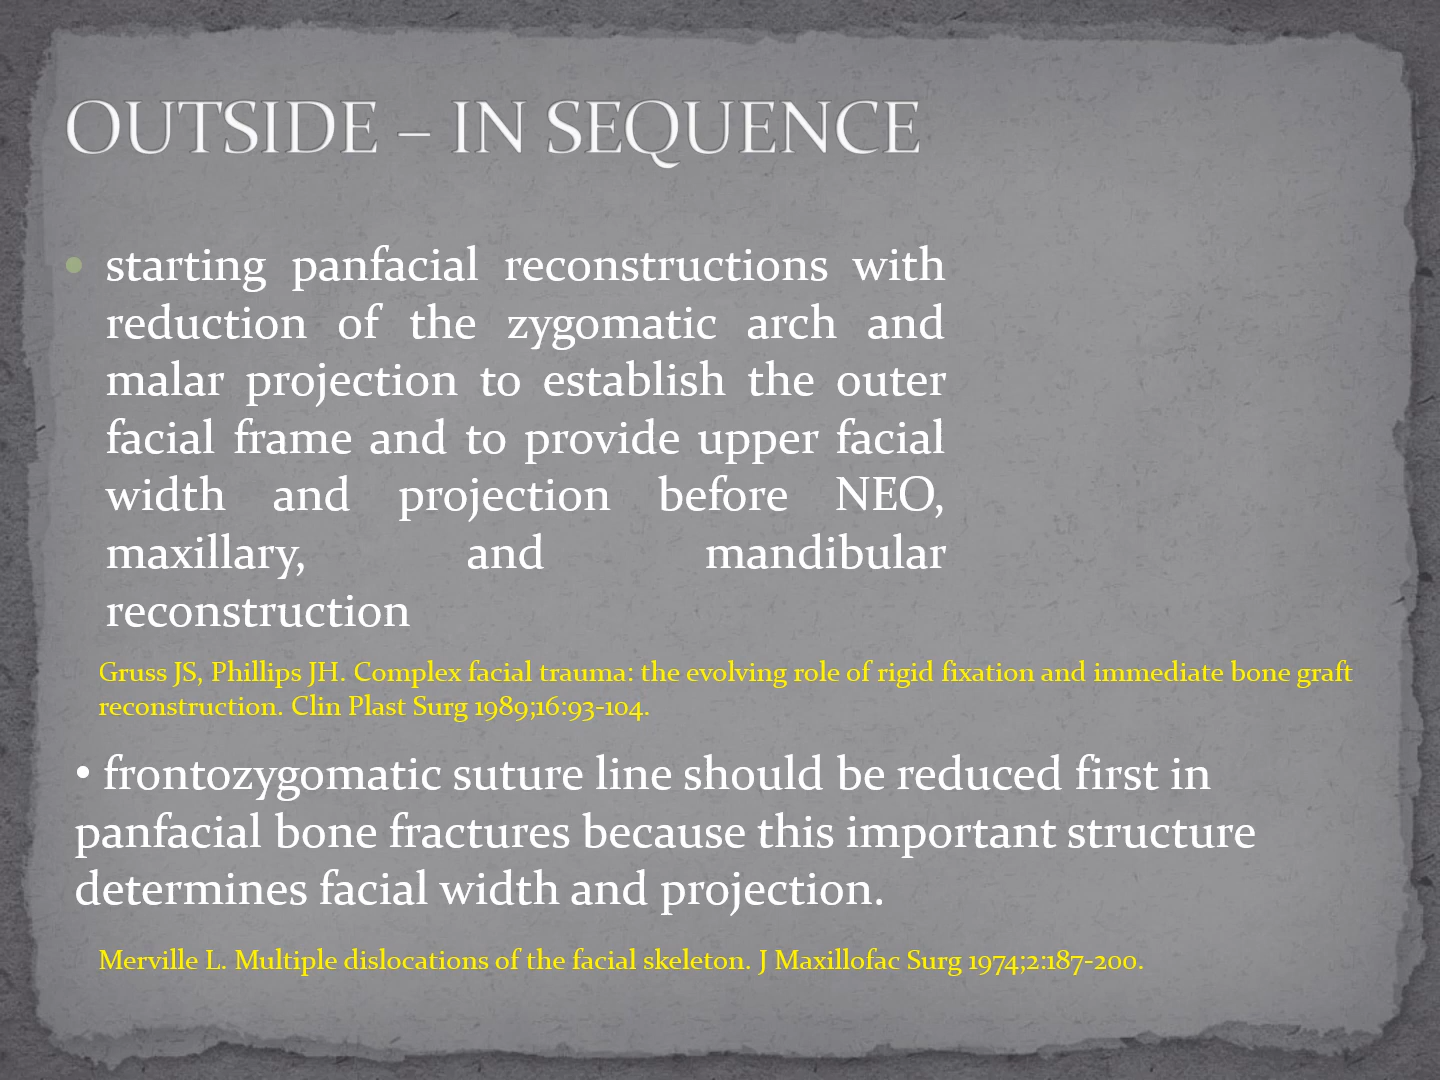 OUTSIDE – IN SEQUENCE
• starting panfacial reconstructions with
reduction of the zygomatic arch and
malar projection to establish the outer
facial frame and to provide upper facial
width and projection before NEO,
maxillary, and mandibular
reconstruction
Gruss JS, Phillips JH. Complex facial trauma: the evolving role of rigid fixation and immediate bone graft
reconstruction. Clin Plast Surg 1989;16:93-104.
• frontozygomatic suture line should be reduced first in
panfacial bone fractures because this important structure
determines facial width and projection.
Merville L. Multiple dislocations of the facial skeleton. J Maxillofac Surg 1974;2:187-200.